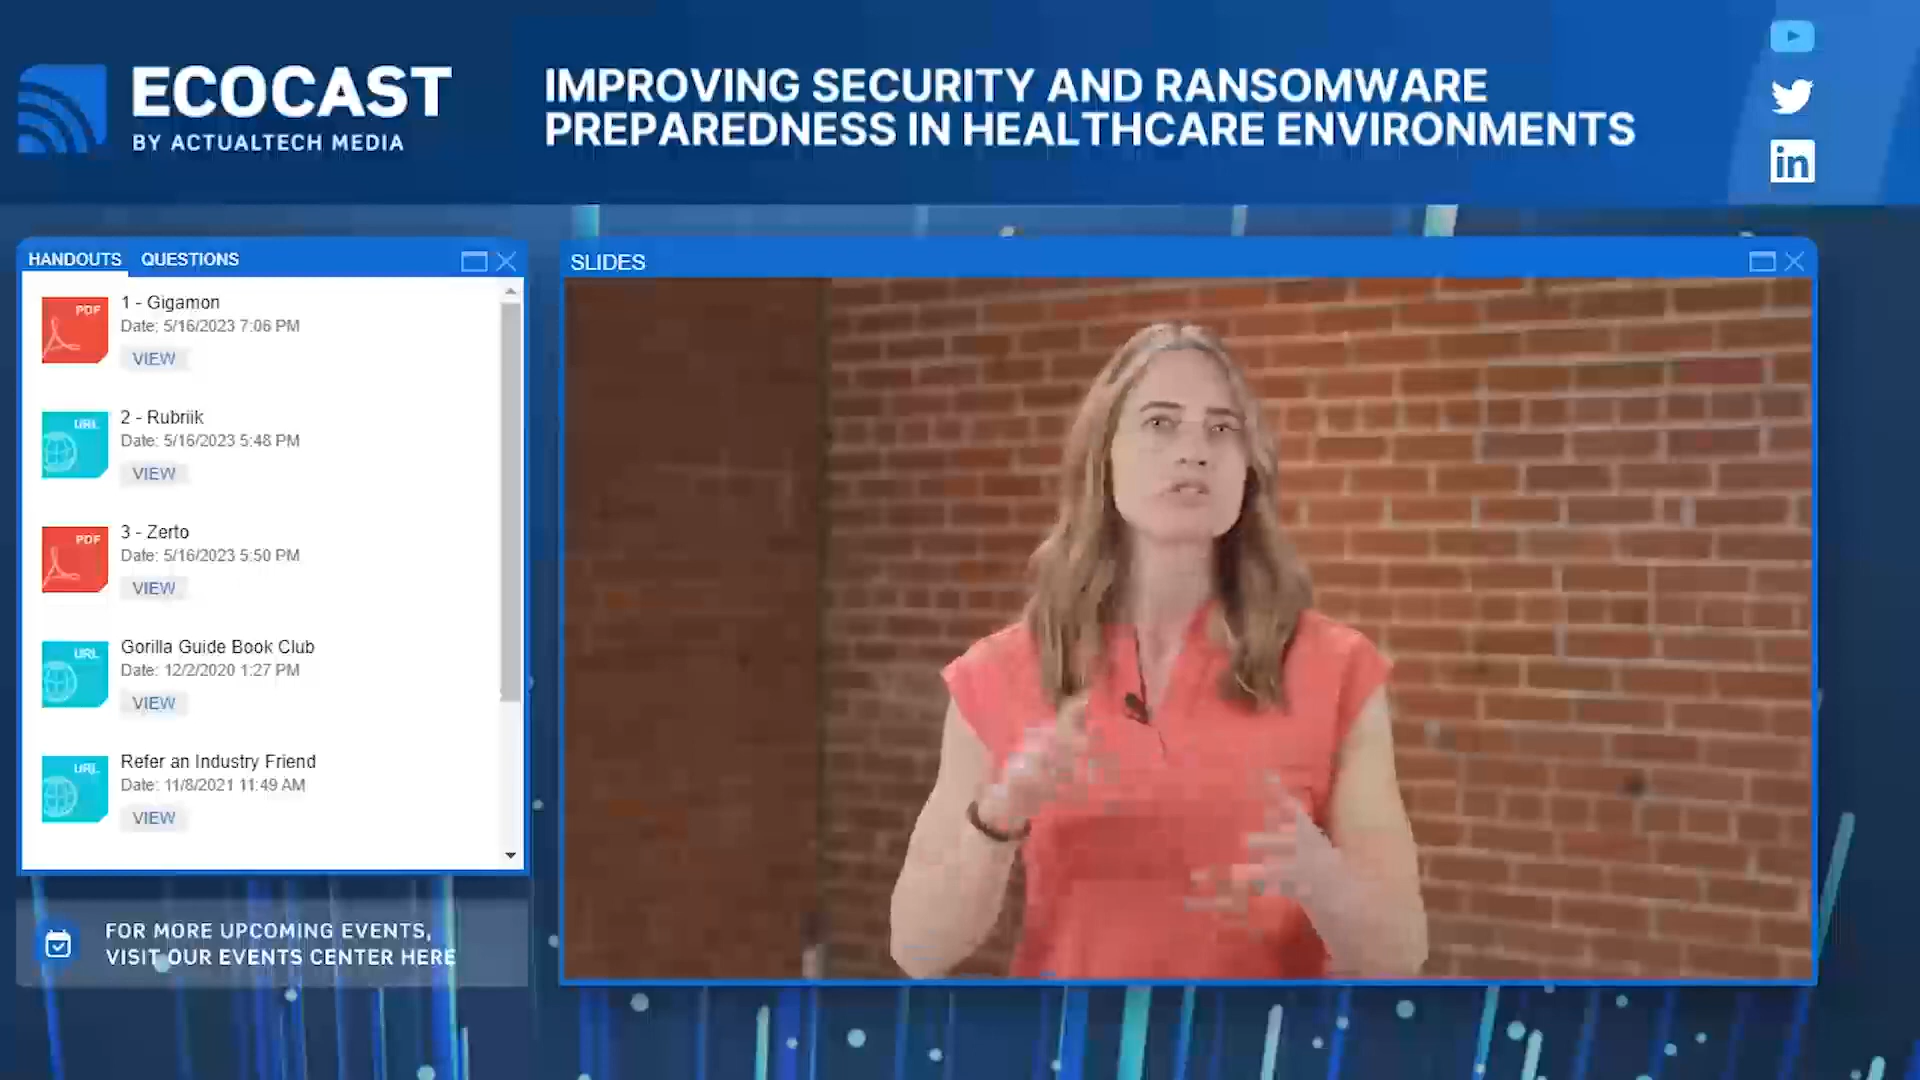 ECOCAST
BY ACTUALTECH MEDIA
IMPROVING SECURITY AND RANSOMWARE
PREPAREDNESS IN HEALTHCARE ENVIRONMENTS
in
HANDOUTS QUESTIONS
PDF
1 - Gigamon
Date: 5/16/2023 7:06 PM
VIEW
URL
2 - Rubriik
Date: 5/16/2023 5:48 PM
VIEW
PDF
3 - Zerto
Date: 5/16/2023 5:50 PM
VIEW
URL
Gorilla Guide Book Club
Date: 12/2/2020 1:27 PM
VIEW
URL
Refer an Industry Friend
Date: 11/8/2021 11:49 AM
VIEW
FOR MORE UPCOMING EVENTS,
VISIT OUR EVENTS CENTER HERE
SLIDES